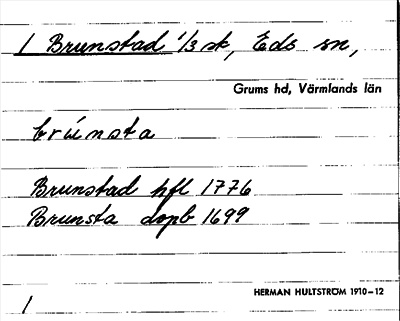 1 Brunstad 1/3 sk, Eds sn,
Grums hd, Värmlands län
brúnsta
Brunstad hfl 1776
Brunsta dopb 1699
HERMAN HULTSTRÖM 1910–12
1